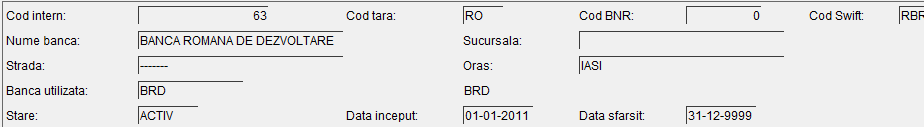 Cod intern: 63 Cod tara: RO Cod BNR: 0 Cod Swift: RBR
Nume banca: BANCA ROMANA DE DEZVOLTARE Sucursala:
Strada: ------- Oras: IASI
Banca utilizata: BRD BRD
Stare: ACTIV Data inceput: 01-01-2011 Data sfarsit: 31-12-9999